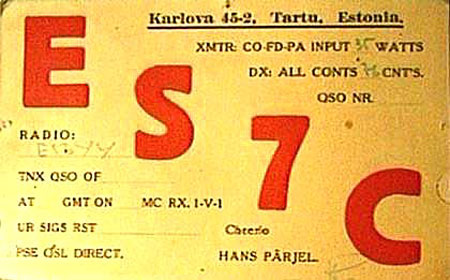 Karlova 45-2, Tartu, Estonia.
XMTR: CO-FD-PA INPUT 35 WATTS
DX: ALL CONTS 76 CNT'S.
QSO NR.
ES7C
RADIO:
TNX QSO OF
AT GMT ON MC RX. 1-V-1
UR SIGS RST Cheerio
PSE QSL DIRECT. HANS PÄRJEL.